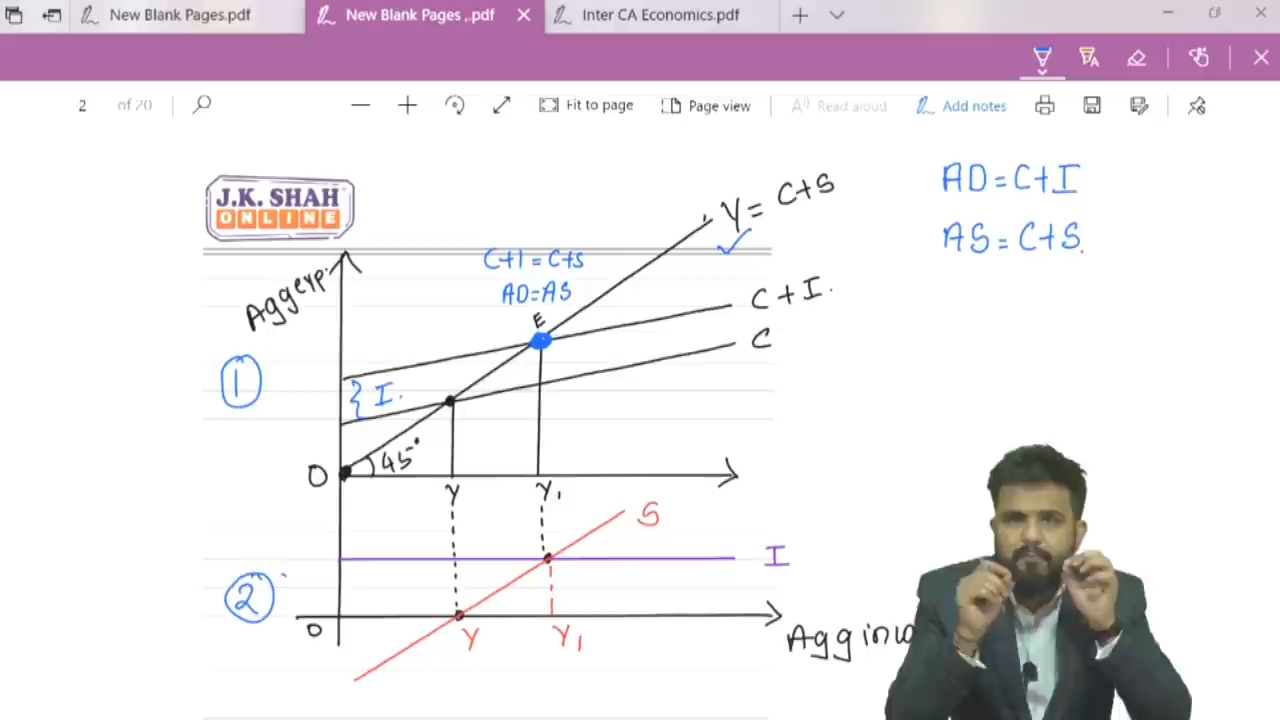 New Blank Pages.pdf
New Blank Pages ,.pdf
Inter CA Economics.pdf
2 of 20
Fit to page
Page view
Read aloud
Add notes
J.K. SHAH
ONLINE
AD = C+I
AS = C+S.
Y = C+S
C+I = C+S
AD=AS
E
Aggexp.
C + I.
C
1
I.
45°
O
Y
Y1
S
I
2
O
Y
Y1
Agg in